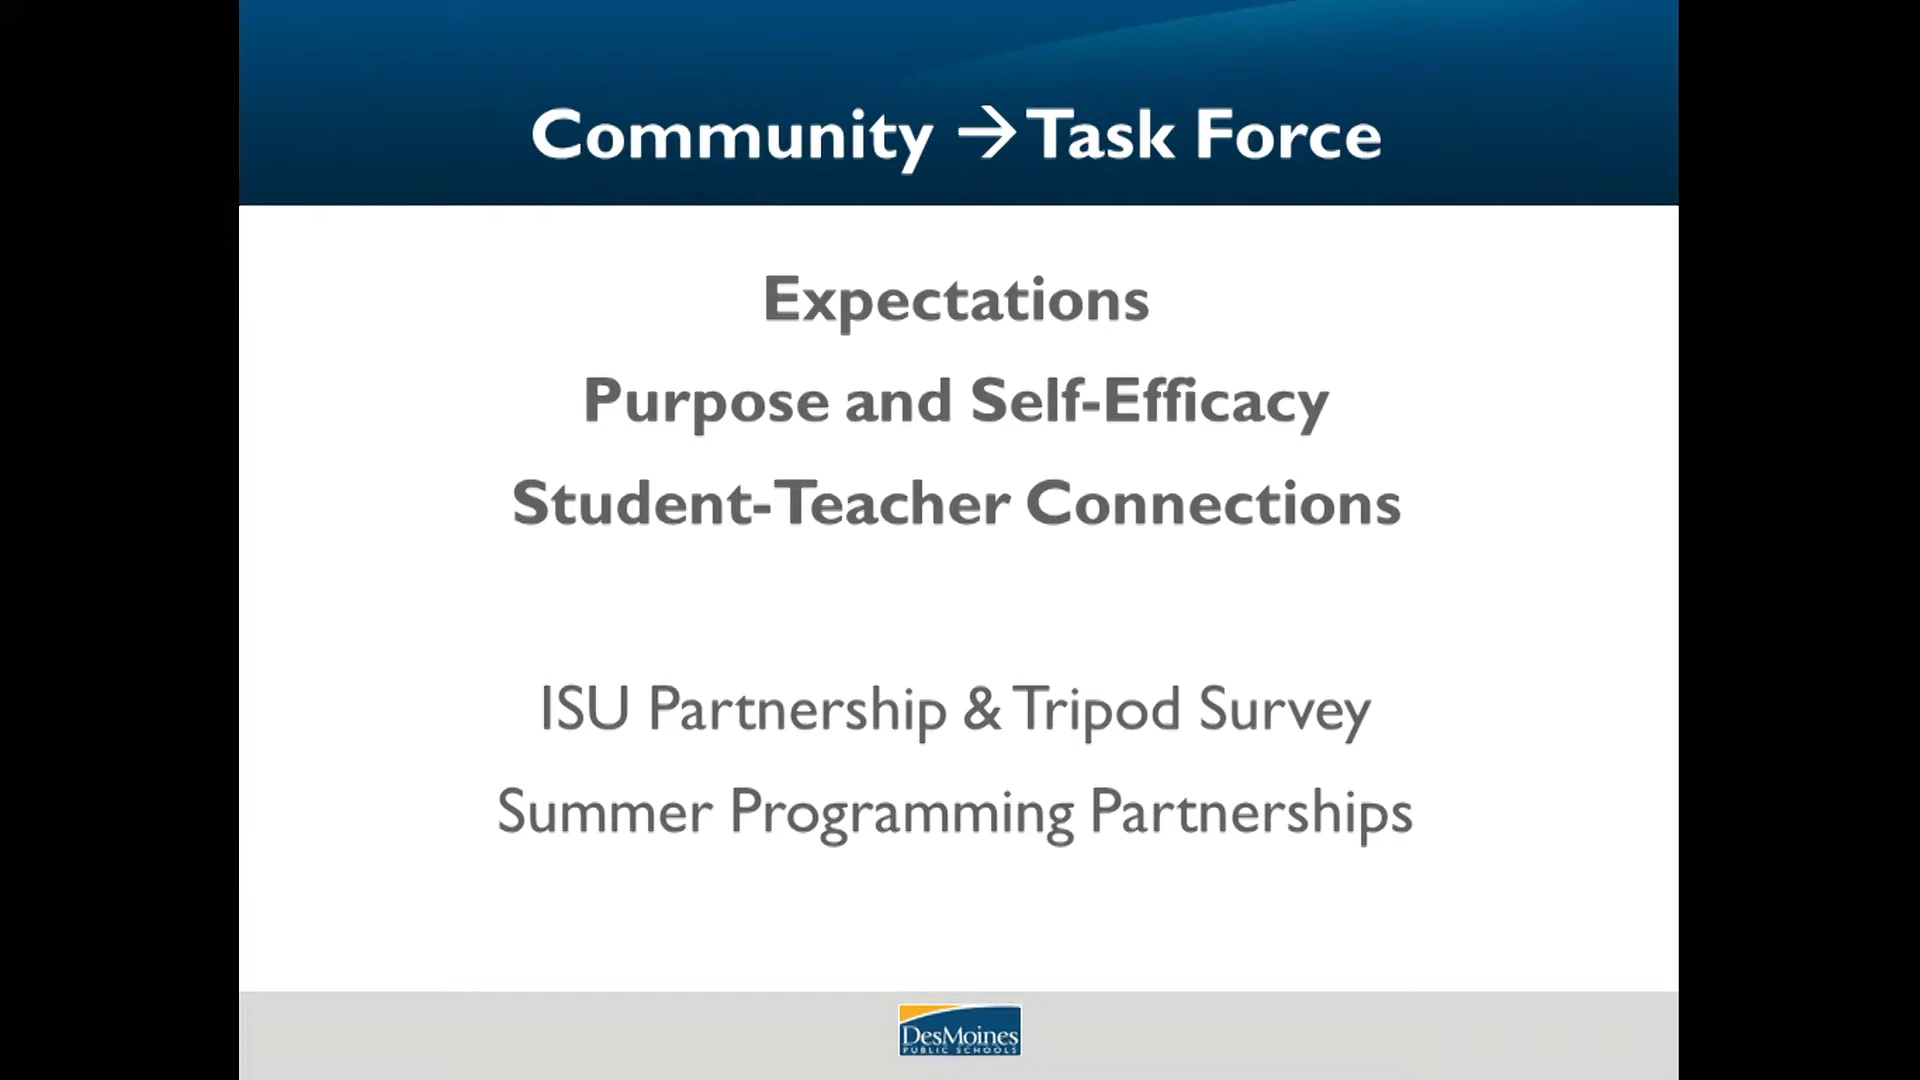 Community → Task Force
Expectations
Purpose and Self-Efficacy
Student-Teacher Connections
ISU Partnership & Tripod Survey
Summer Programming Partnerships
DesMoines
PUBLIC SCHOOLS